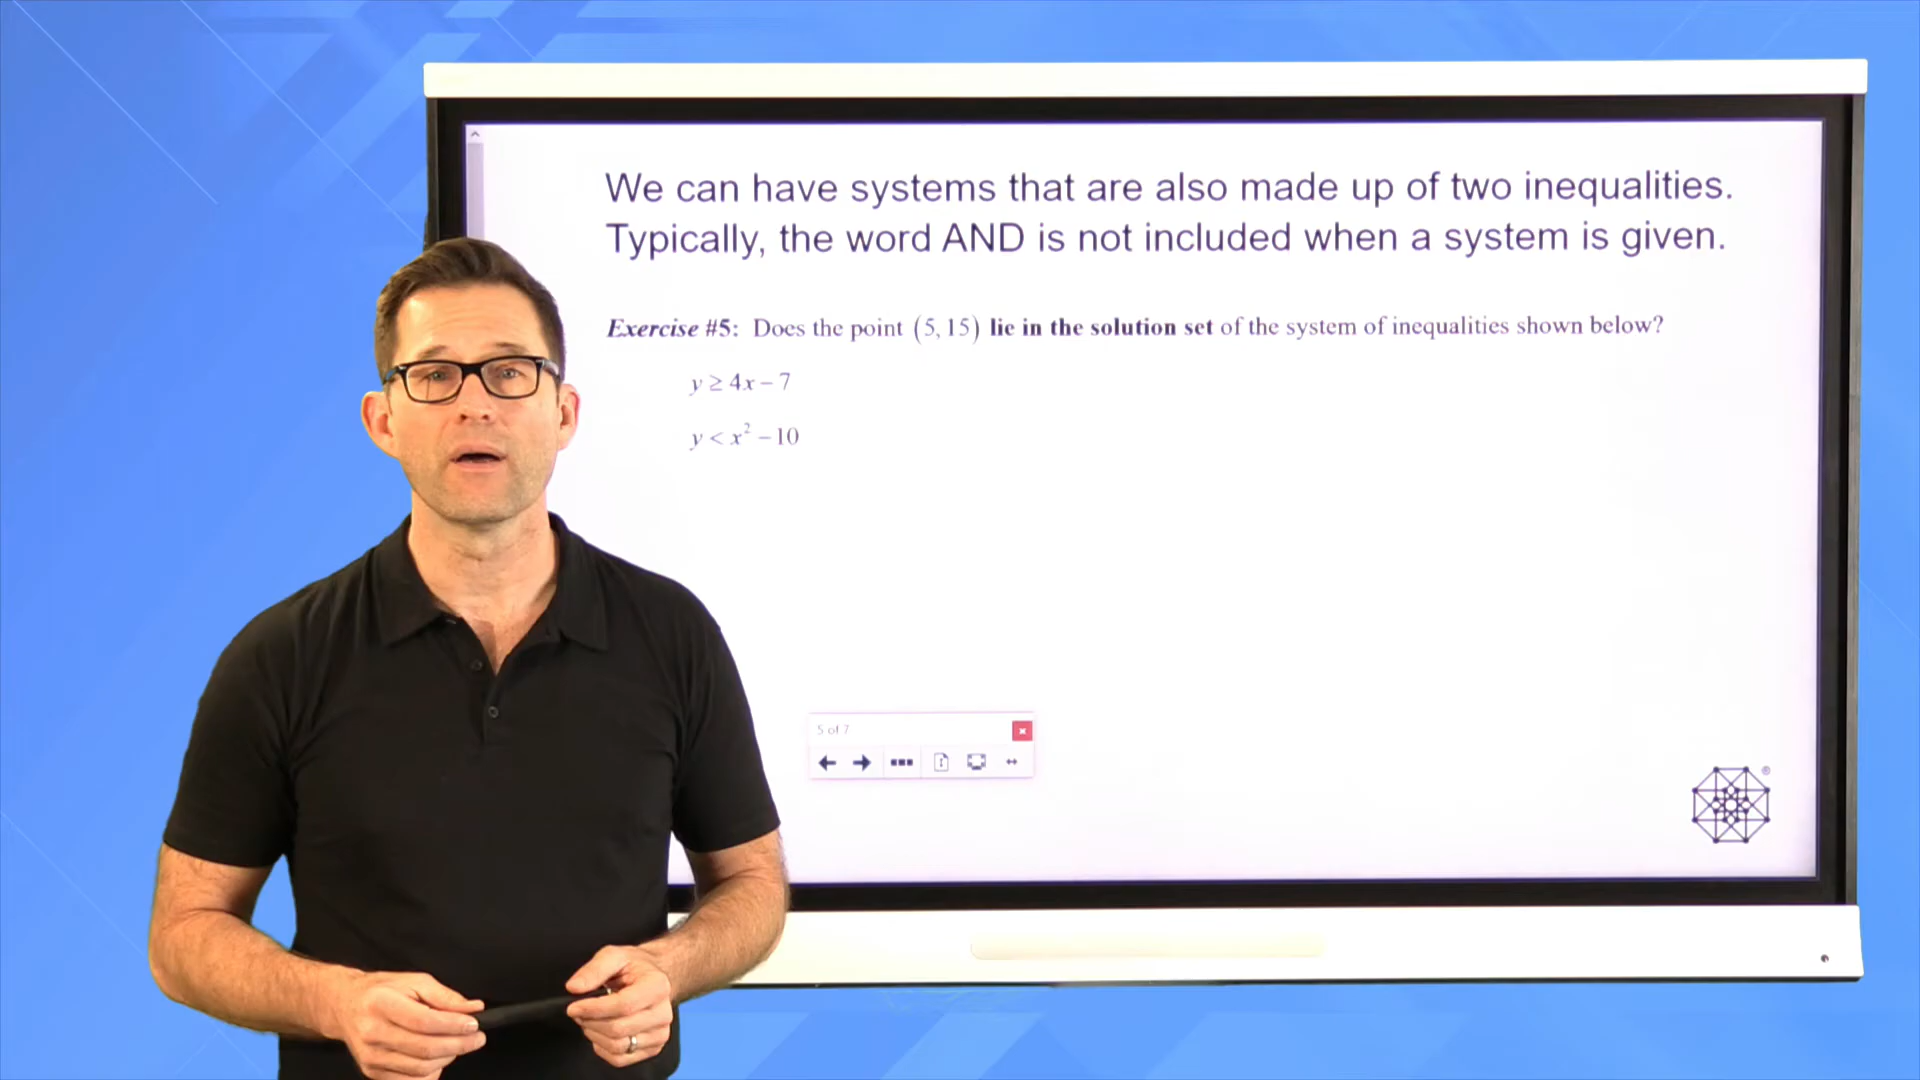 We can have systems that are also made up of two inequalities.
Typically, the word AND is not included when a system is given.
Exercise #5: Does the point (5, 15) lie in the solution set of the system of inequalities shown below?
y ≥ 4x – 7
y < x² – 10
5 of 7
®